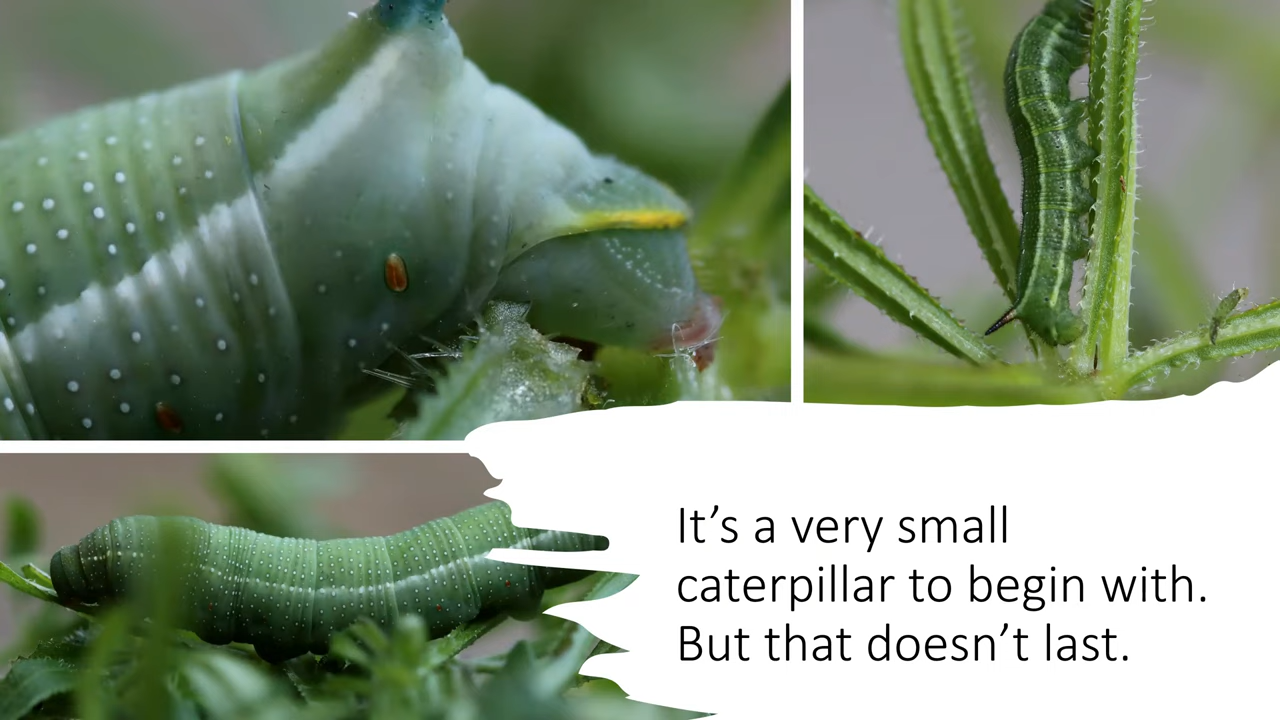 It’s a very small
caterpillar to begin with.
But that doesn’t last.